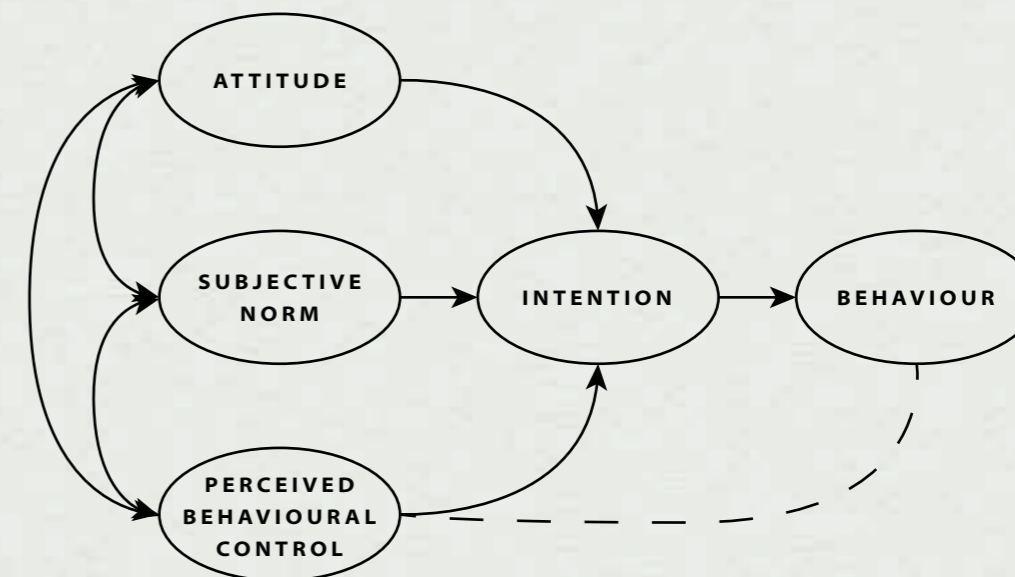 ATTITUDE
SUBJECTIVE
NORM
INTENTION
BEHAVIOUR
PERCEIVED
BEHAVIOURAL
CONTROL